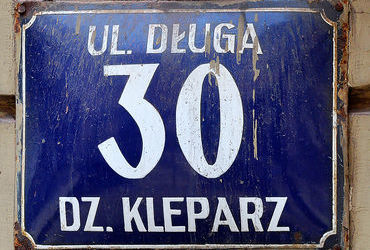 UL. DŁUGA
30
DZ. KLEPARZ